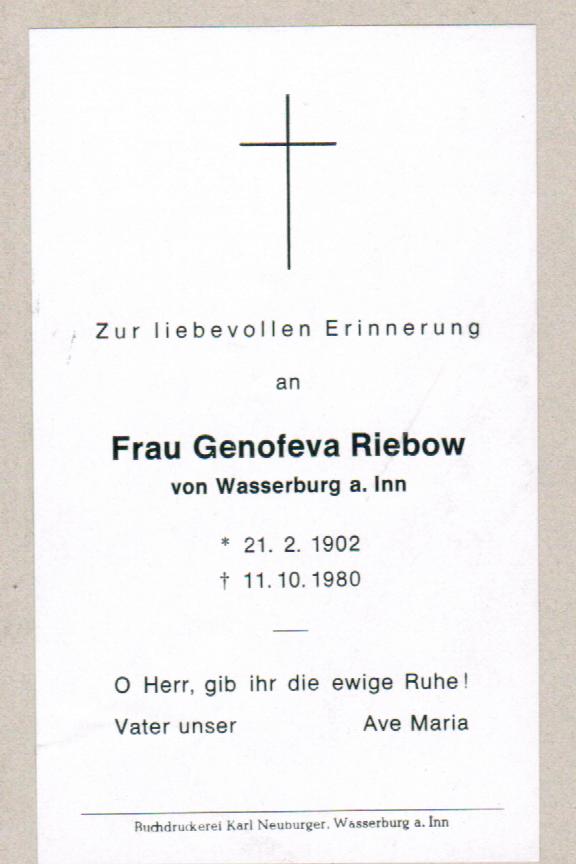 Zur liebevollen Erinnerung
an
Frau Genofeva Riebow
von Wasserburg a. Inn
* 21. 2. 1902
† 11. 10. 1980
O Herr, gib ihr die ewige Ruhe!
Vater unser Ave Maria
Buchdruckerei Karl Neuburger, Wasserburg a. Inn